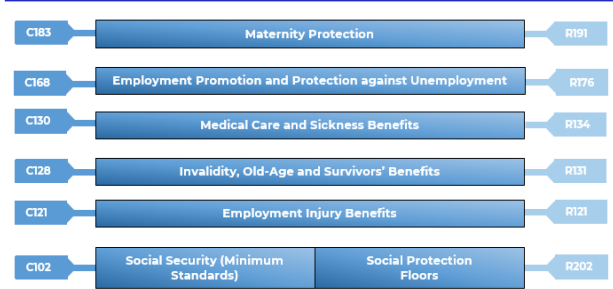 C183 Maternity Protection R191
C168 Employment Promotion and Protection against Unemployment R176
C130 Medical Care and Sickness Benefits R134
C128 Invalidity, Old-Age and Survivors' Benefits R131
C121 Employment Injury Benefits R121
C102 Social Security (Minimum Standards) Social Protection Floors R202